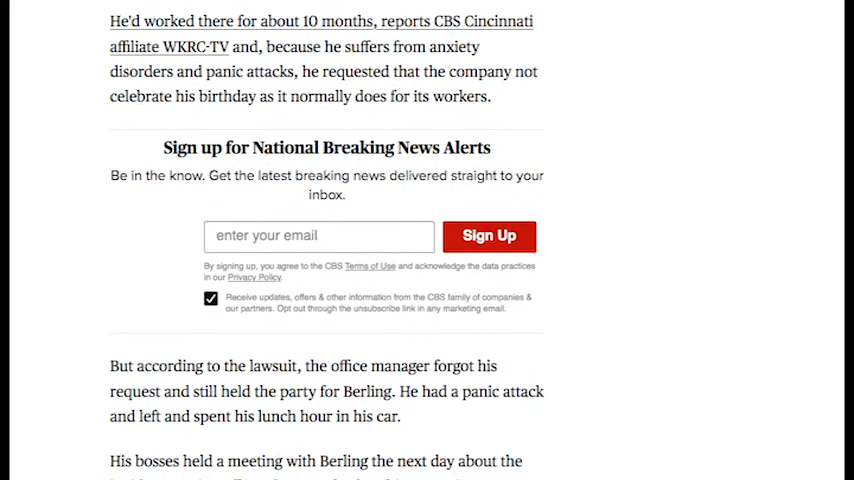 He'd worked there for about 10 months, reports CBS Cincinnati
affiliate WKRC-TV and, because he suffers from anxiety
disorders and panic attacks, he requested that the company not
celebrate his birthday as it normally does for its workers.
Sign up for National Breaking News Alerts
Be in the know. Get the latest breaking news delivered straight to your
inbox.
enter your email
Sign Up
By signing up, you agree to the CBS Terms of Use and acknowledge the data practices
in our Privacy Policy.
Receive updates, offers & other information from the CBS family of companies &
our partners. Opt out through the unsubscribe link in any marketing email.
But according to the lawsuit, the office manager forgot his
request and still held the party for Berling. He had a panic attack
and left and spent his lunch hour in his car.
His bosses held a meeting with Berling the next day about the